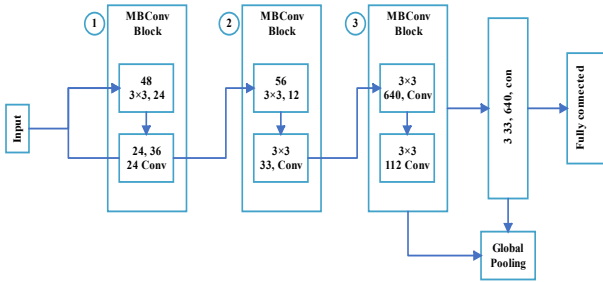 1
MBConv
Block
48
3×3, 24
24, 36
24 Conv
2
MBConv
Block
56
3×3, 12
3×3
33, Conv
3
MBConv
Block
3×3
640, Conv
3×3
112 Conv
Input
3 33, 640, con
Fully connected
Global
Pooling